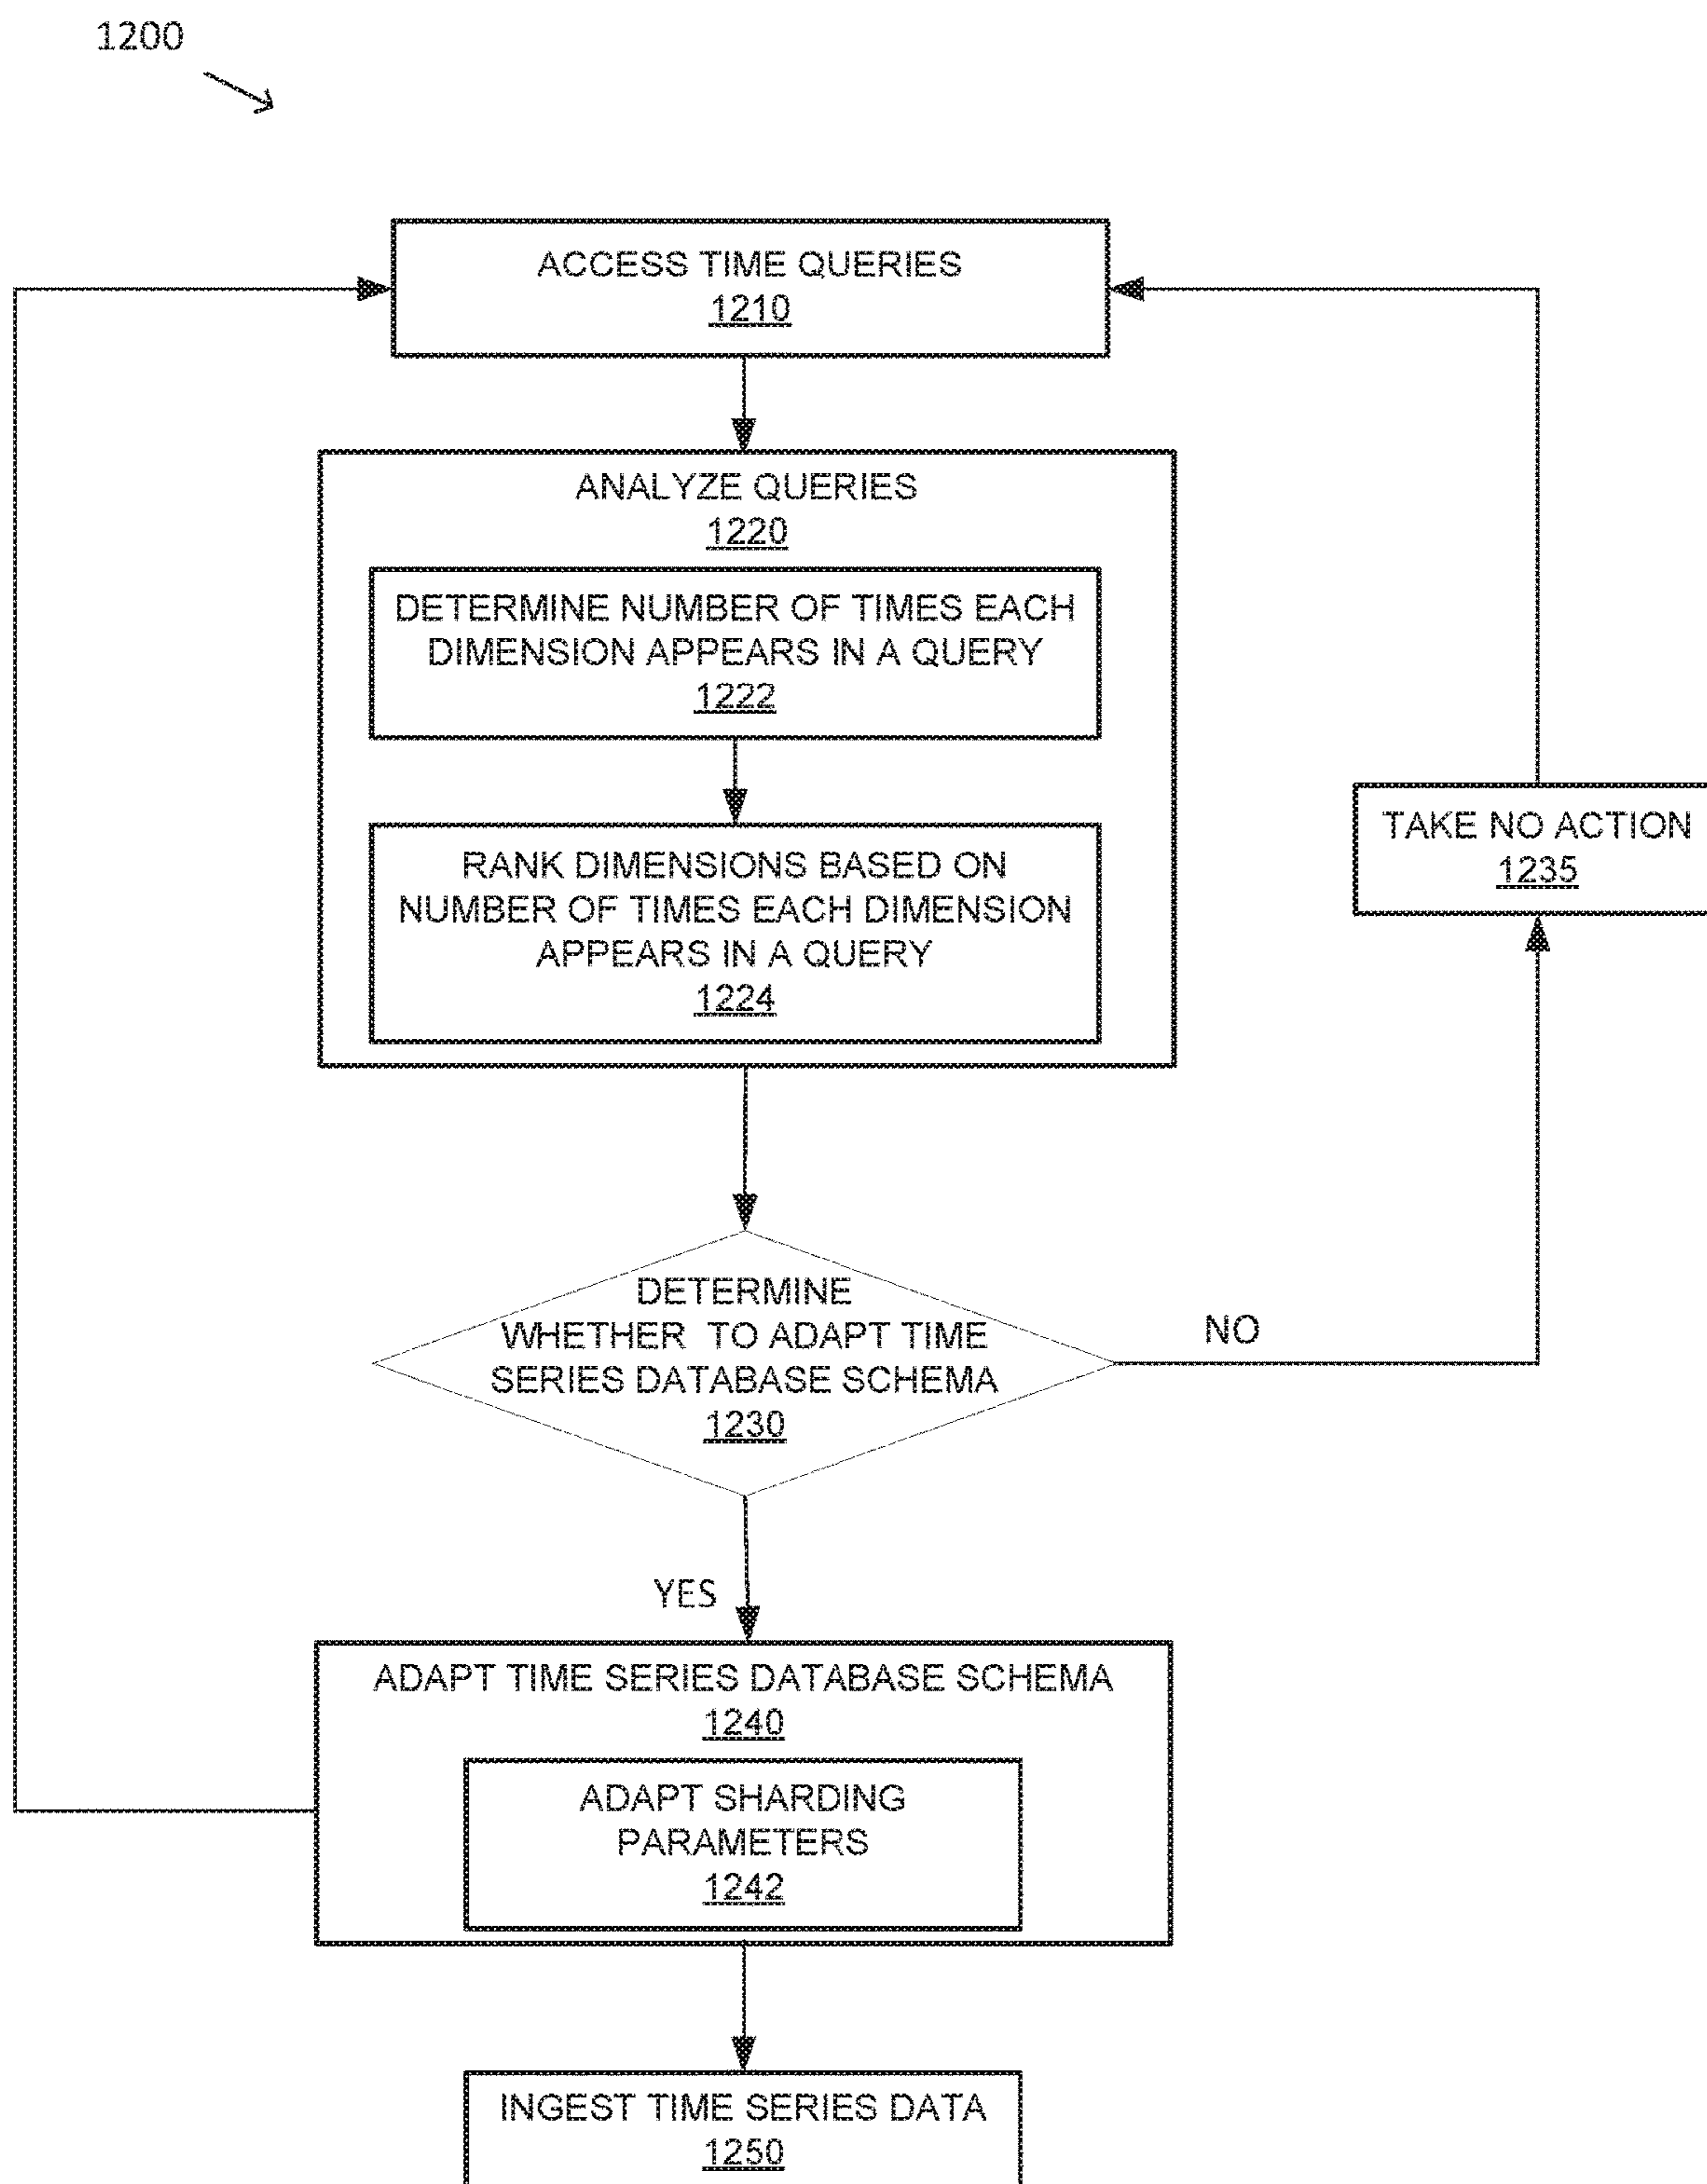 1200
ACCESS TIME QUERIES
1210
ANALYZE QUERIES
1220
DETERMINE NUMBER OF TIMES EACH
DIMENSION APPEARS IN A QUERY
1222
RANK DIMENSIONS BASED ON
NUMBER OF TIMES EACH DIMENSION
APPEARS IN A QUERY
1224
TAKE NO ACTION
1235
DETERMINE
WHETHER TO ADAPT TIME
SERIES DATABASE SCHEMA
1230
NO
YES
ADAPT TIME SERIES DATABASE SCHEMA
1240
ADAPT SHARDING
PARAMETERS
1242
INGEST TIME SERIES DATA
1250